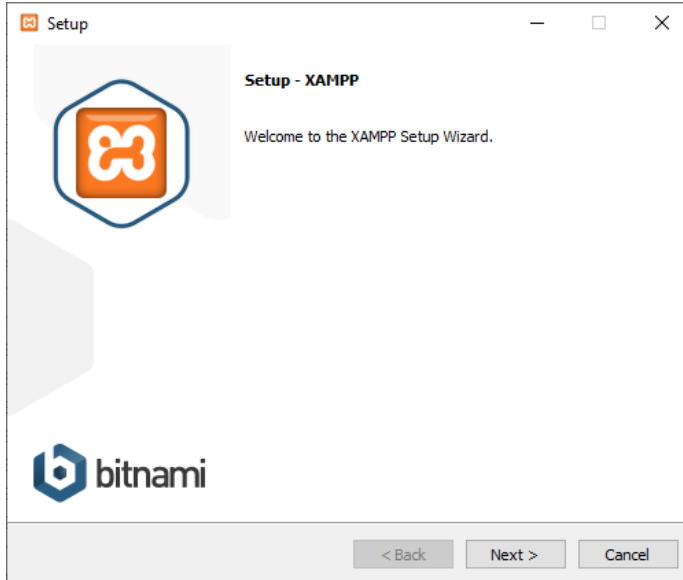 Setup
Setup - XAMPP
Welcome to the XAMPP Setup Wizard.
bitnami
< Back
Next >
Cancel